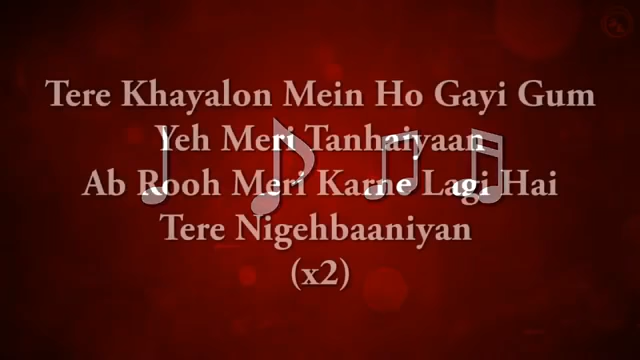 Tere Khayalon Mein Ho Gayi Gum
Yeh Meri Tanhaiyaan
Ab Rooh Meri Karne Lagi Hai
Tere Nigehbaaniyan
(x2)